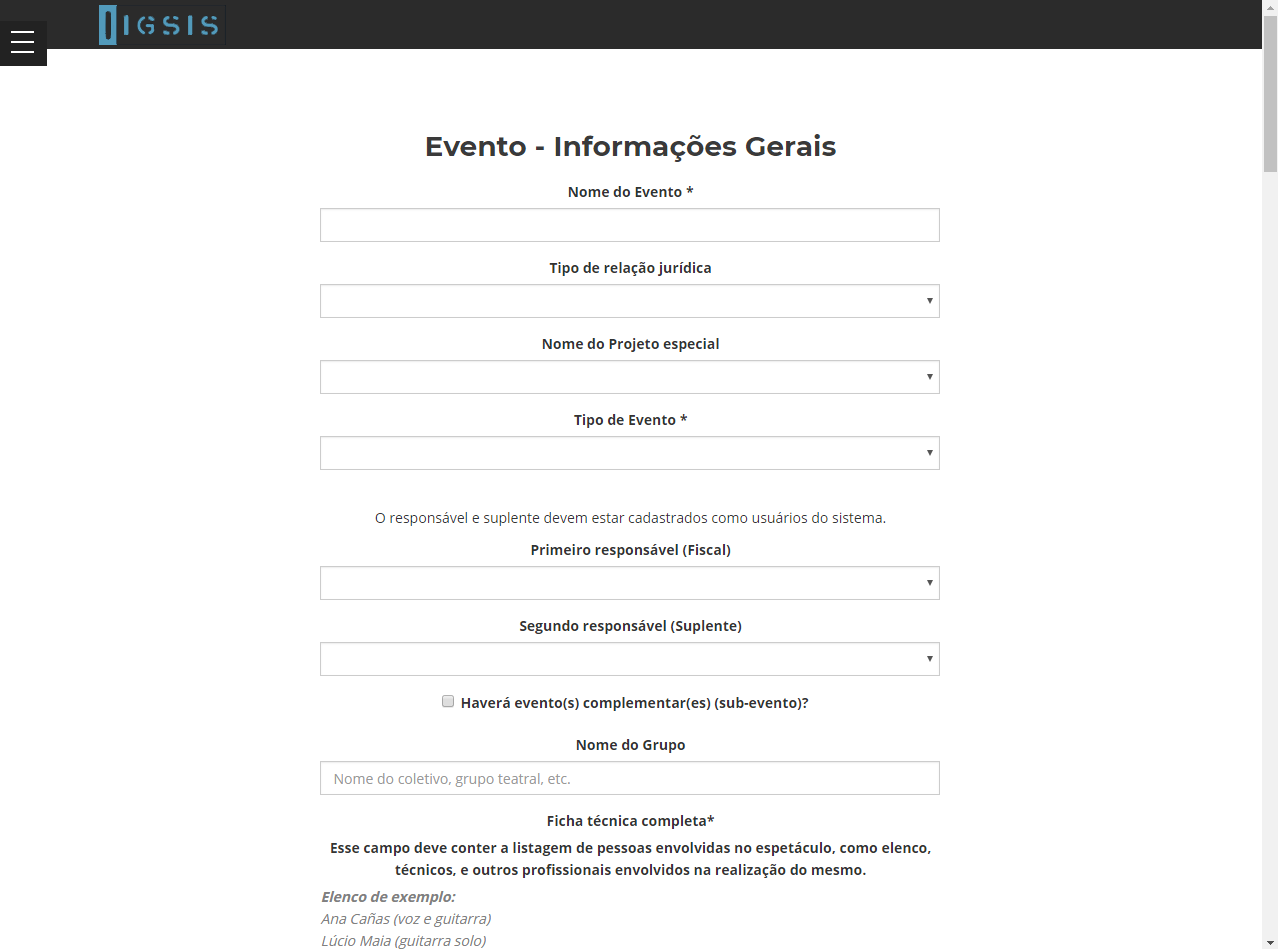 IGSIS
Evento - Informações Gerais
Nome do Evento *
Tipo de relação jurídica
Nome do Projeto especial
Tipo de Evento *
O responsável e suplente devem estar cadastrados como usuários do sistema.
Primeiro responsável (Fiscal)
Segundo responsável (Suplente)
Haverá evento(s) complementar(es) (sub-evento)?
Nome do Grupo
Nome do coletivo, grupo teatral, etc.
Ficha técnica completa*
Esse campo deve conter a listagem de pessoas envolvidas no espetáculo, como elenco,
técnicos, e outros profissionais envolvidos na realização do mesmo.
Elenco de exemplo:
Ana Cañas (voz e guitarra)
Lúcio Maia (guitarra solo)